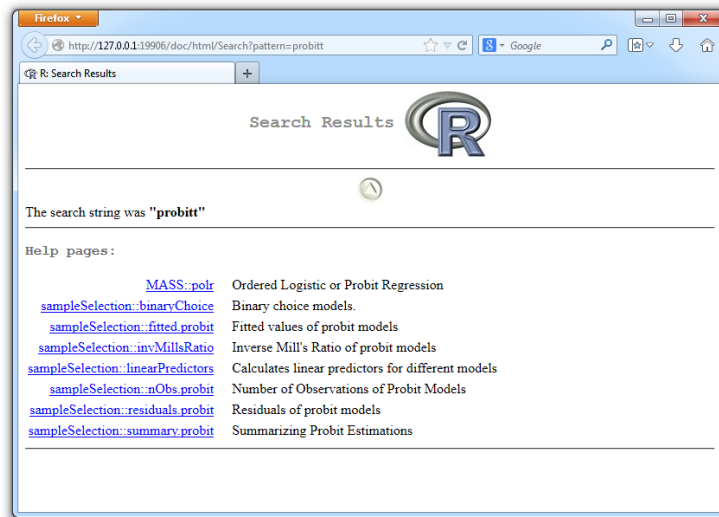 Firefox
http://127.0.0.1:19906/doc/html/Search?pattern=probitt
8 - Google
R: Search Results
+
Search Results R
The search string was "probitt"
Help pages:
MASS::polr Ordered Logistic or Probit Regression
sampleSelection::binaryChoice Binary choice models.
sampleSelection::fitted.probit Fitted values of probit models
sampleSelection::invMillsRatio Inverse Mill's Ratio of probit models
sampleSelection::linearPredictors Calculates linear predictors for different models
sampleSelection::nObs.probit Number of Observations of Probit Models
sampleSelection::residuals.probit Residuals of probit models
sampleSelection::summary.probit Summarizing Probit Estimations